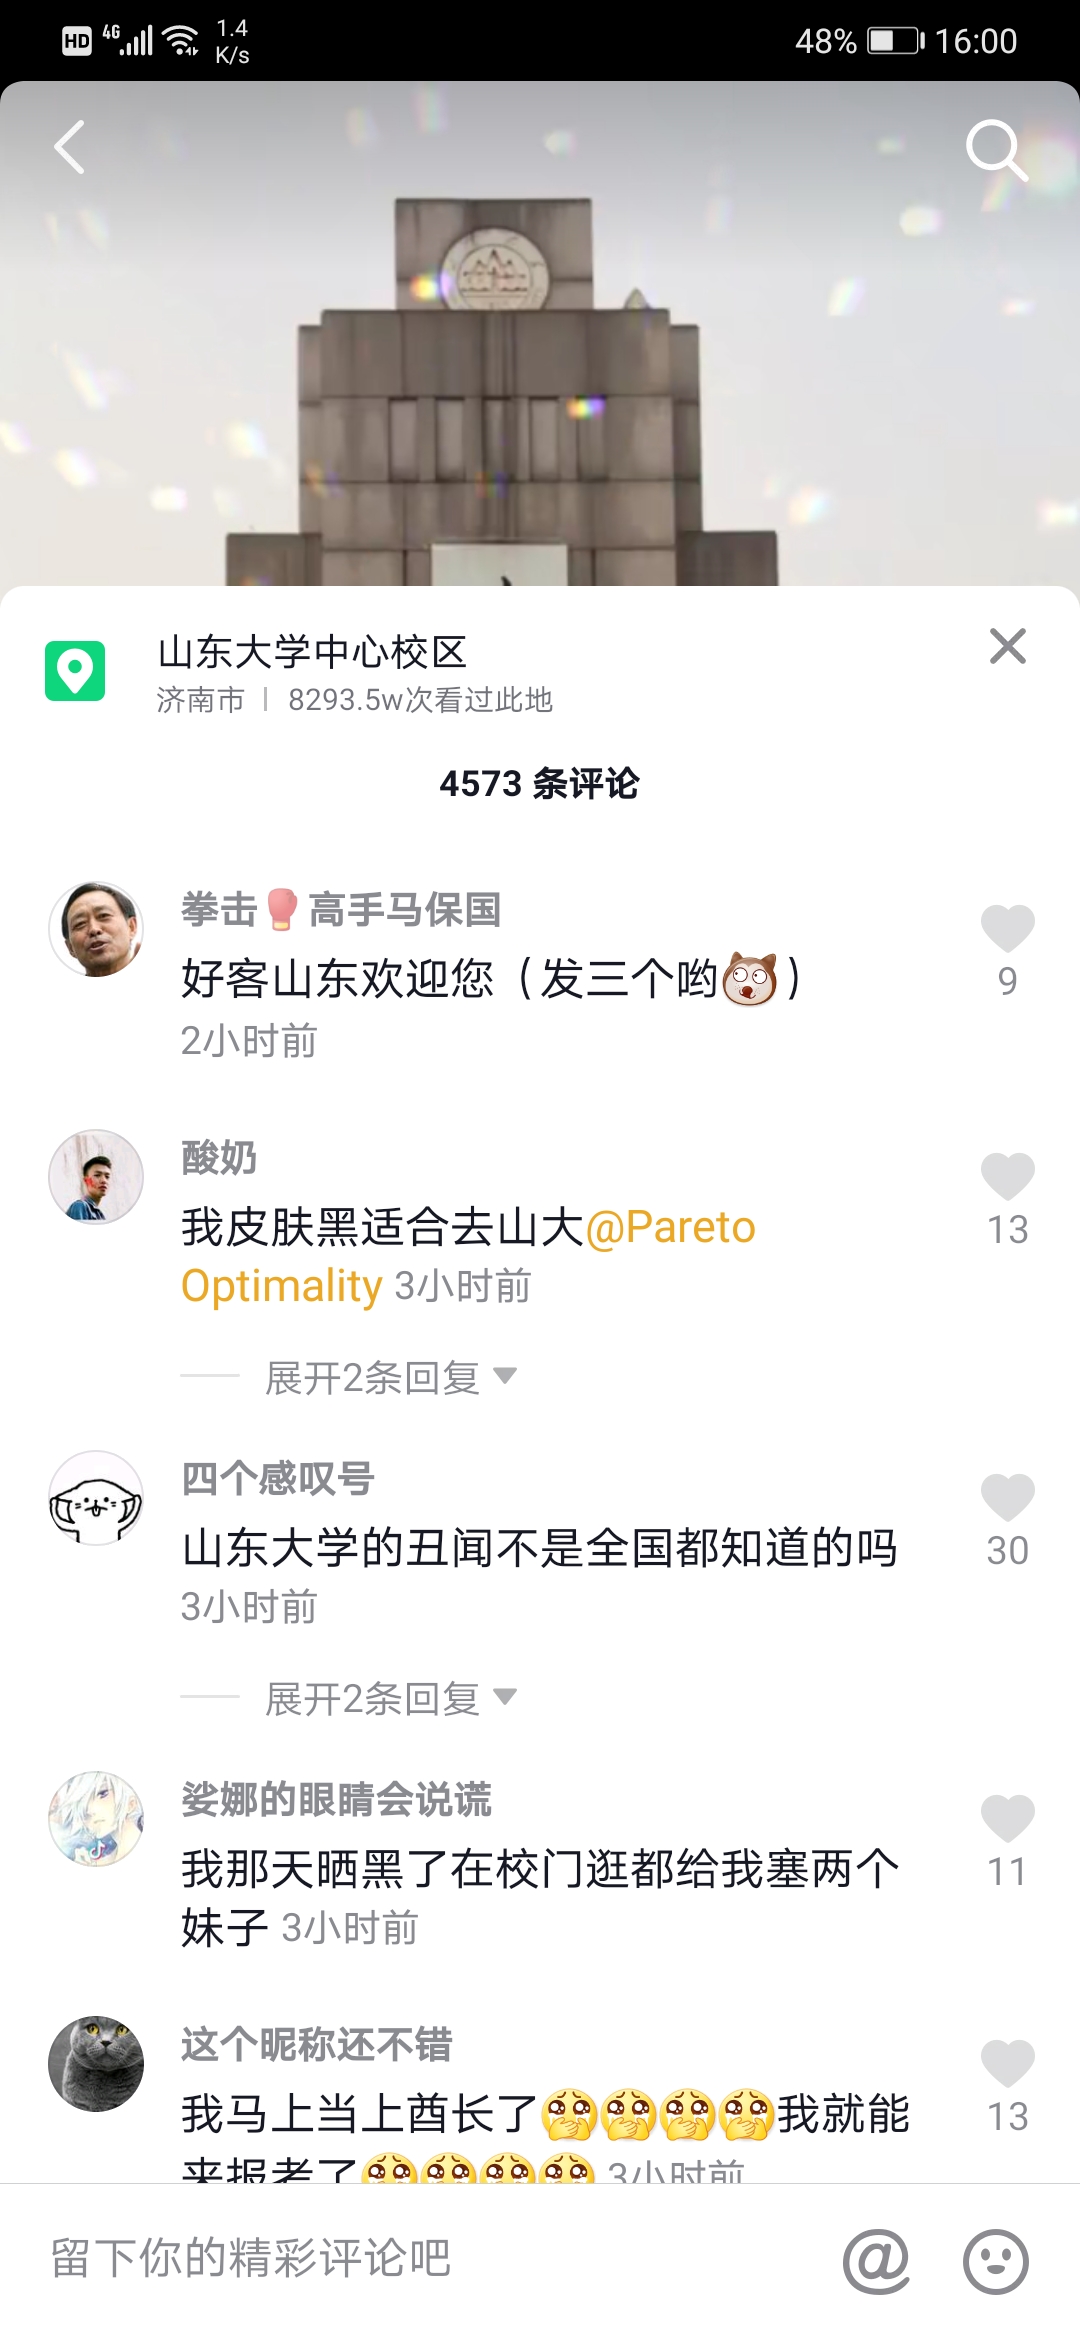 HD 4G 1.4 K/s 48% 16:00
山东大学中心校区
济南市 | 8293.5w次看过此地
4573 条评论
拳击🥊高手马保国
好客山东欢迎您（发三个哟）
9
2小时前
酸奶
我皮肤黑适合去山大@Pareto
Optimality 3小时前
13
展开2条回复
四个感叹号
山东大学的丑闻不是全国都知道的吗
30
3小时前
展开2条回复
娑娜的眼睛会说谎
我那天晒黑了在校门逛都给我塞两个
11
妹子 3小时前
这个昵称还不错
我马上当上酋长了🥺🥺🥺🥺我就能
13
来报考了🥺🥺🥺🥺 3小时前
留下你的精彩评论吧